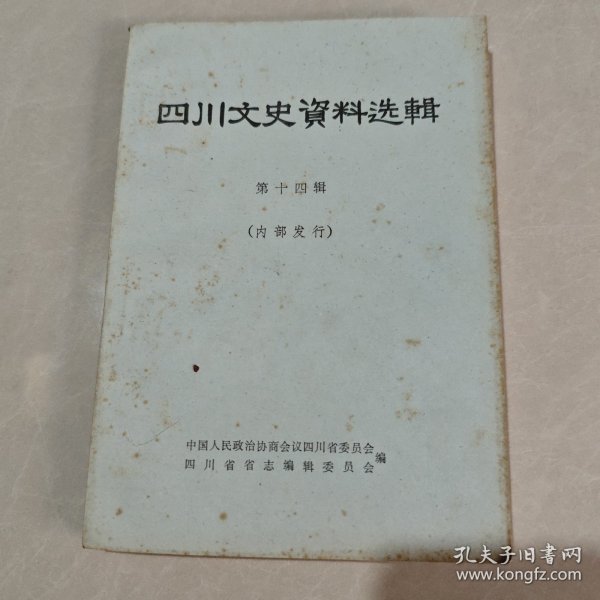 四川文史資料选輯
第十四辑
（内部发行）
中国人民政治协商会议四川省委员会
四川省省志编辑委员会
编
孔夫子旧书网
www.kongfz.com